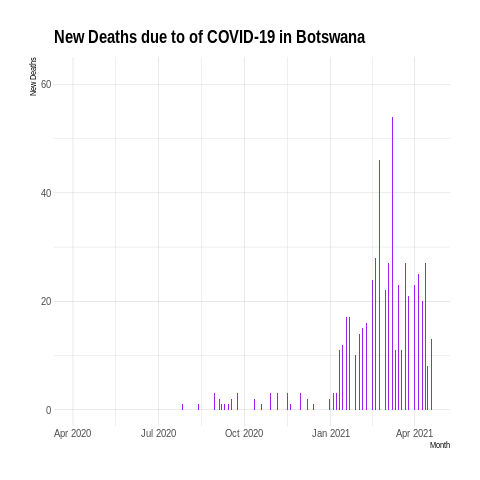 New Deaths due to of COVID-19 in Botswana
New Deaths
60
40
20
0
Apr 2020 Jul 2020 Oct 2020 Jan 2021 Apr 2021
Month